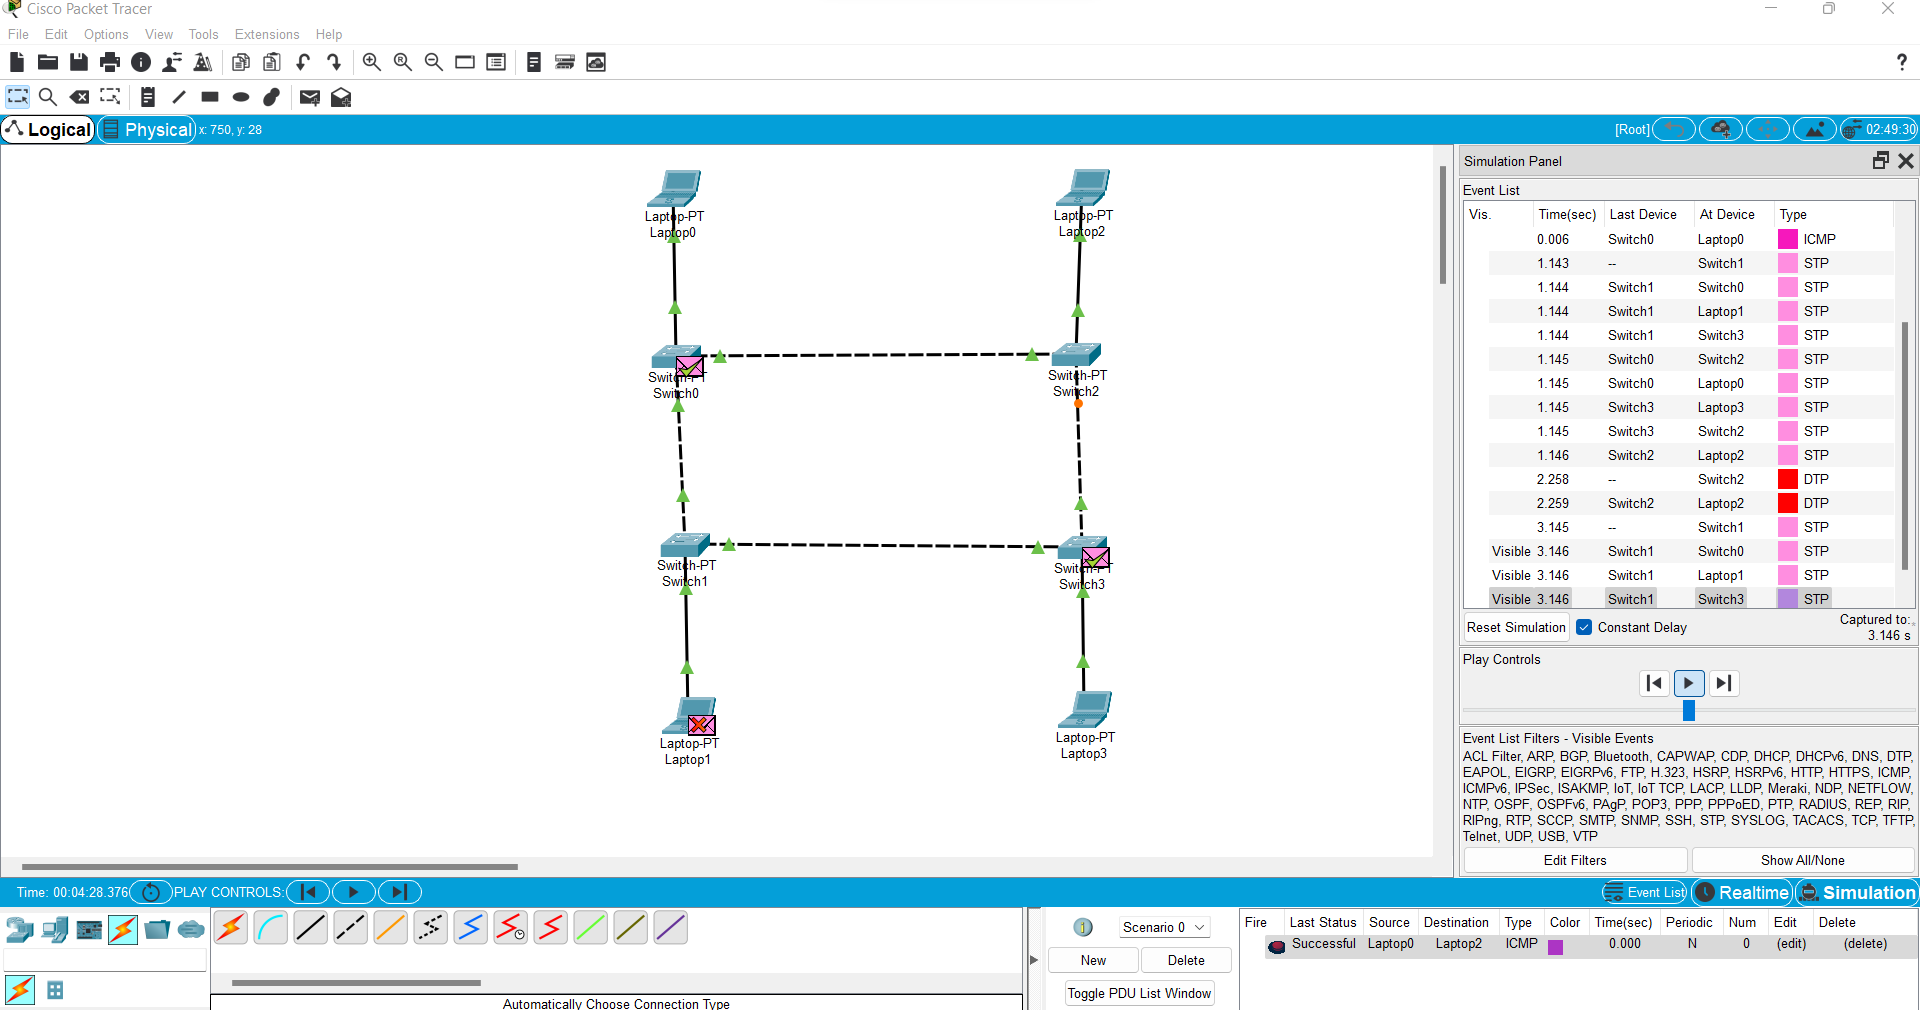 Cisco Packet Tracer
File Edit Options View Tools Extensions Help
?
Logical Physical x: 750, y: 28 [Root] 02:49:30
Laptop-PT
Laptop0
Laptop-PT
Laptop2
Switch-PT
Switch0
Switch-PT
Switch2
Switch-PT
Switch1
Switch-PT
Switch3
Laptop-PT
Laptop1
Laptop-PT
Laptop3
Simulation Panel
Event List
Vis. Time(sec) Last Device At Device Type
0.006 Switch0 Laptop0 ICMP
1.143 -- Switch1 STP
1.144 Switch1 Switch0 STP
1.144 Switch1 Laptop1 STP
1.144 Switch1 Switch3 STP
1.145 Switch0 Switch2 STP
1.145 Switch0 Laptop0 STP
1.145 Switch3 Laptop3 STP
1.145 Switch3 Switch2 STP
1.146 Switch2 Laptop2 STP
2.258 -- Switch2 DTP
2.259 Switch2 Laptop2 DTP
3.145 -- Switch1 STP
Visible 3.146 Switch1 Switch0 STP
Visible 3.146 Switch1 Laptop1 STP
Visible 3.146 Switch1 Switch3 STP
Reset Simulation Constant Delay Captured to:
3.146 s
Play Controls
Event List Filters - Visible Events
ACL Filter, ARP, BGP, Bluetooth, CAPWAP, CDP, DHCP, DHCPv6, DNS, DTP,
EAPOL, EIGRP, EIGRPv6, FTP, H.323, HSRP, HSRPv6, HTTP, HTTPS, ICMP,
ICMPv6, IPSec, ISAKMP, IoT, IoT TCP, LACP, LLDP, Meraki, NDP, NETFLOW,
NTP, OSPF, OSPFv6, PAgP, POP3, PPP, PPPoED, PTP, RADIUS, REP, RIP,
RIPng, RTP, SCCP, SMTP, SNMP, SSH, STP, SYSLOG, TACACS, TCP, TFTP,
Telnet, UDP, USB, VTP
Edit Filters Show All/None
Time: 00:04:28.376 PLAY CONTROLS: Event List Realtime Simulation
Automatically Choose Connection Type
Scenario 0
New Delete
Toggle PDU List Window
Fire Last Status Source Destination Type Color Time(sec) Periodic Num Edit Delete
Successful Laptop0 Laptop2 ICMP 0.000 N 0 (edit) (delete)